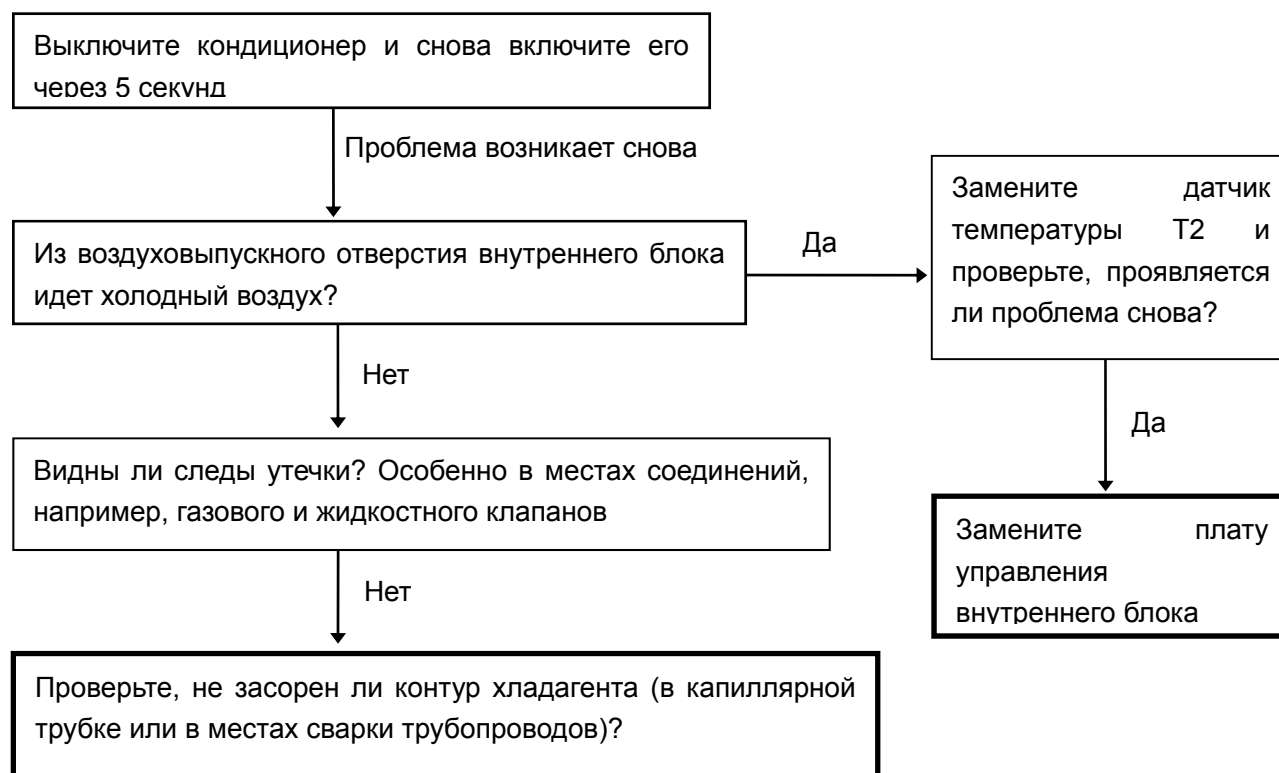 Выключите кондиционер и снова включите его
через 5 секунд
Проблема возникает снова
Из воздуховыпускного отверстия внутреннего блока
идет холодный воздух?
Да
Замените датчик
температуры T2 и
проверьте, проявляется
ли проблема снова?
Нет
Да
Видны ли следы утечки? Особенно в местах соединений,
например, газового и жидкостного клапанов
Замените плату
управления
внутреннего блока
Нет
Проверьте, не засорен ли контур хладагента (в капиллярной
трубке или в местах сварки трубопроводов)?